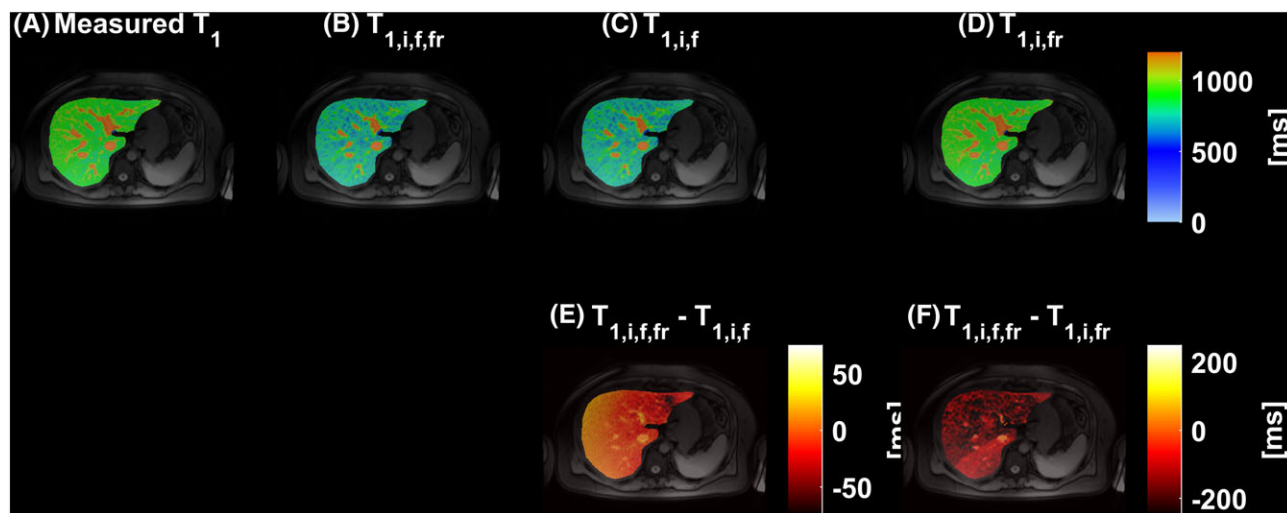 (A) Measured T1
(B) T1,i,f,fr
(C) T1,i,f
(D) T1,i,fr
1000
500
0
[ms]
(E) T1,i,f,fr - T1,i,f
50
0
-50
[ms]
(F) T1,i,f,fr - T1,i,fr
200
0
-200
[ms]